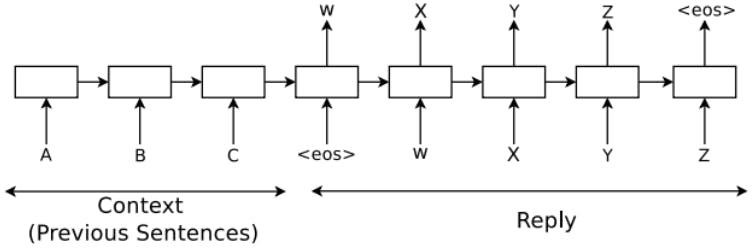 w X Y Z <eos>
A B C <eos> w X Y Z
Context
(Previous Sentences)
Reply